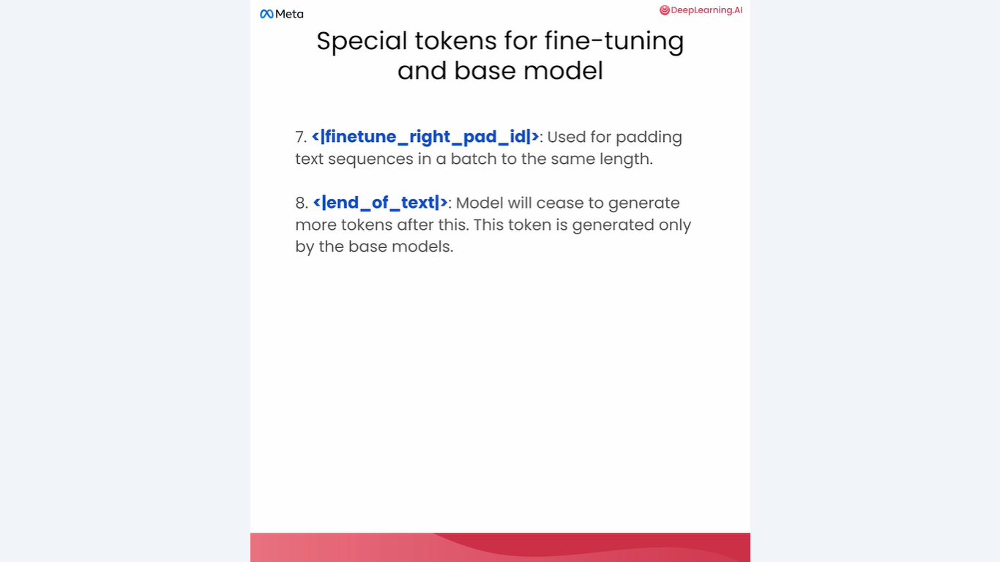 Meta
DeepLearning.AI
Special tokens for fine-tuning
and base model
7. <|finetune_right_pad_id|>: Used for padding
text sequences in a batch to the same length.
8. <|end_of_text|>: Model will cease to generate
more tokens after this. This token is generated only
by the base models.